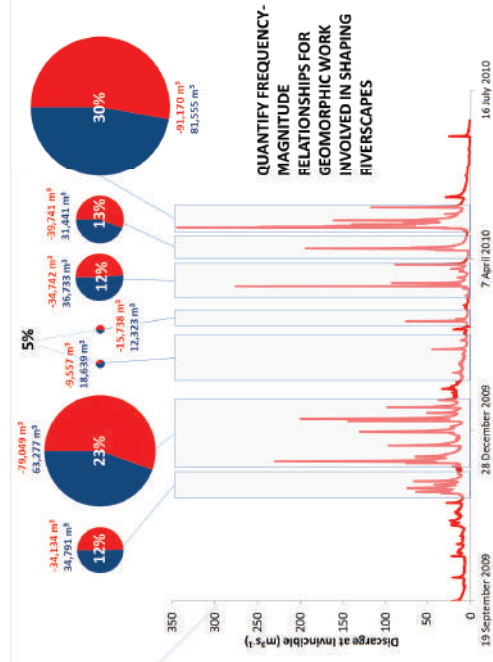 -34,134 m³
34,791 m³
12%
-79,049 m³
63,277 m³
23%
5%
-9,557 m³
18,639 m³
-15,738 m³
12,323 m³
-34,742 m³
36,733 m³
12%
-39,741 m³
31,441 m³
13%
-91,170 m³
81,555 m³
30%
QUANTIFY FREQUENCY-
MAGNITUDE
RELATIONSHIPS FOR
GEOMORPHIC WORK
INVOLVED IN SHAPING
RIVERSCAPES
Discarge at Invincible (m³s⁻¹)
350
300
250
200
150
100
50
0
19 September 2009
28 December 2009
7 April 2010
16 July 2010